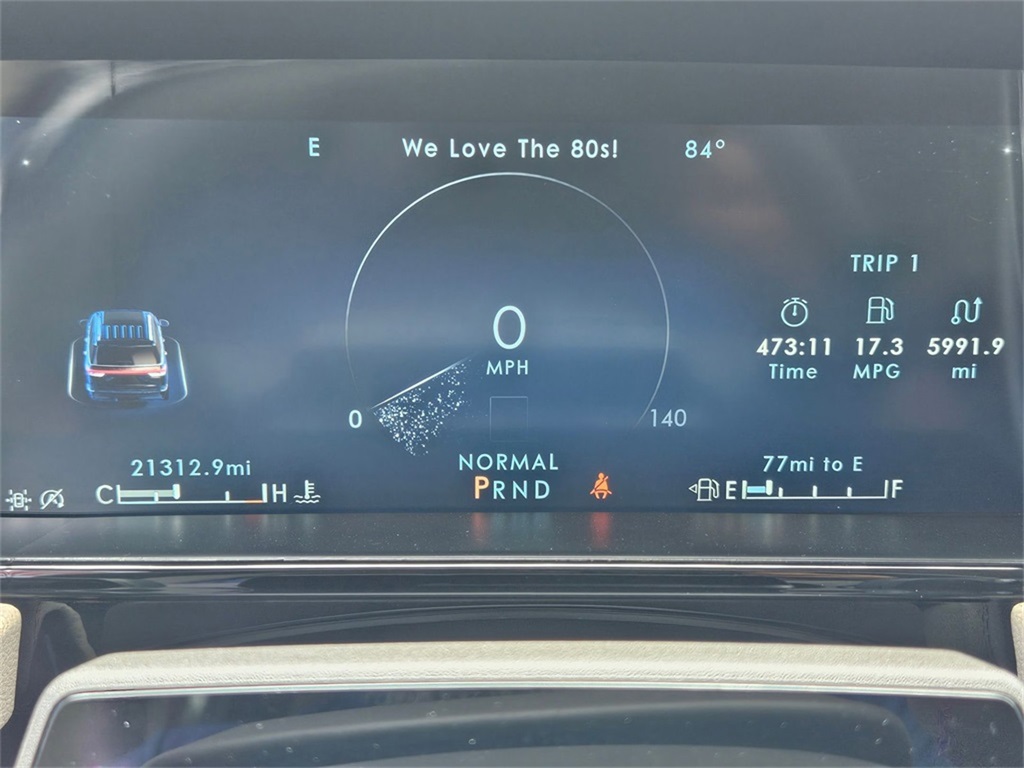 E We Love The 80s! 84°
TRIP 1
473:11 17.3 5991.9
Time MPG mi
0
MPH
0 140
21312.9mi NORMAL 77mi to E
C H PRND E F